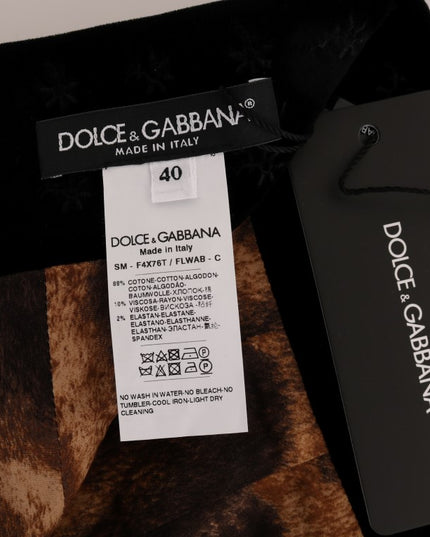 DOLCE & GABBANA®
MADE IN ITALY
40
DOLCE & GABBANA
Made in Italy
SM - F4X76T / FLWAB - C
88% COTONE-COTTON-ALGODON-
COTON-ALGODÃO-
BAUMWOLLE-ХЛОПОК-棉
10% VISCOSA-RAYON-VISCOSE-
VISKOSE-ВИСКОЗА-
2% ELASTAN-ELASTANE-
ELASTANO-ELASTHANNE-
ELASTHAN-ЭЛАСТАН-
SPANDEX
NO WASH IN WATER-NO BLEACH-NO
TUMBLER-COOL IRON-LIGHT DRY
CLEANING
DOLCE & GABBANA